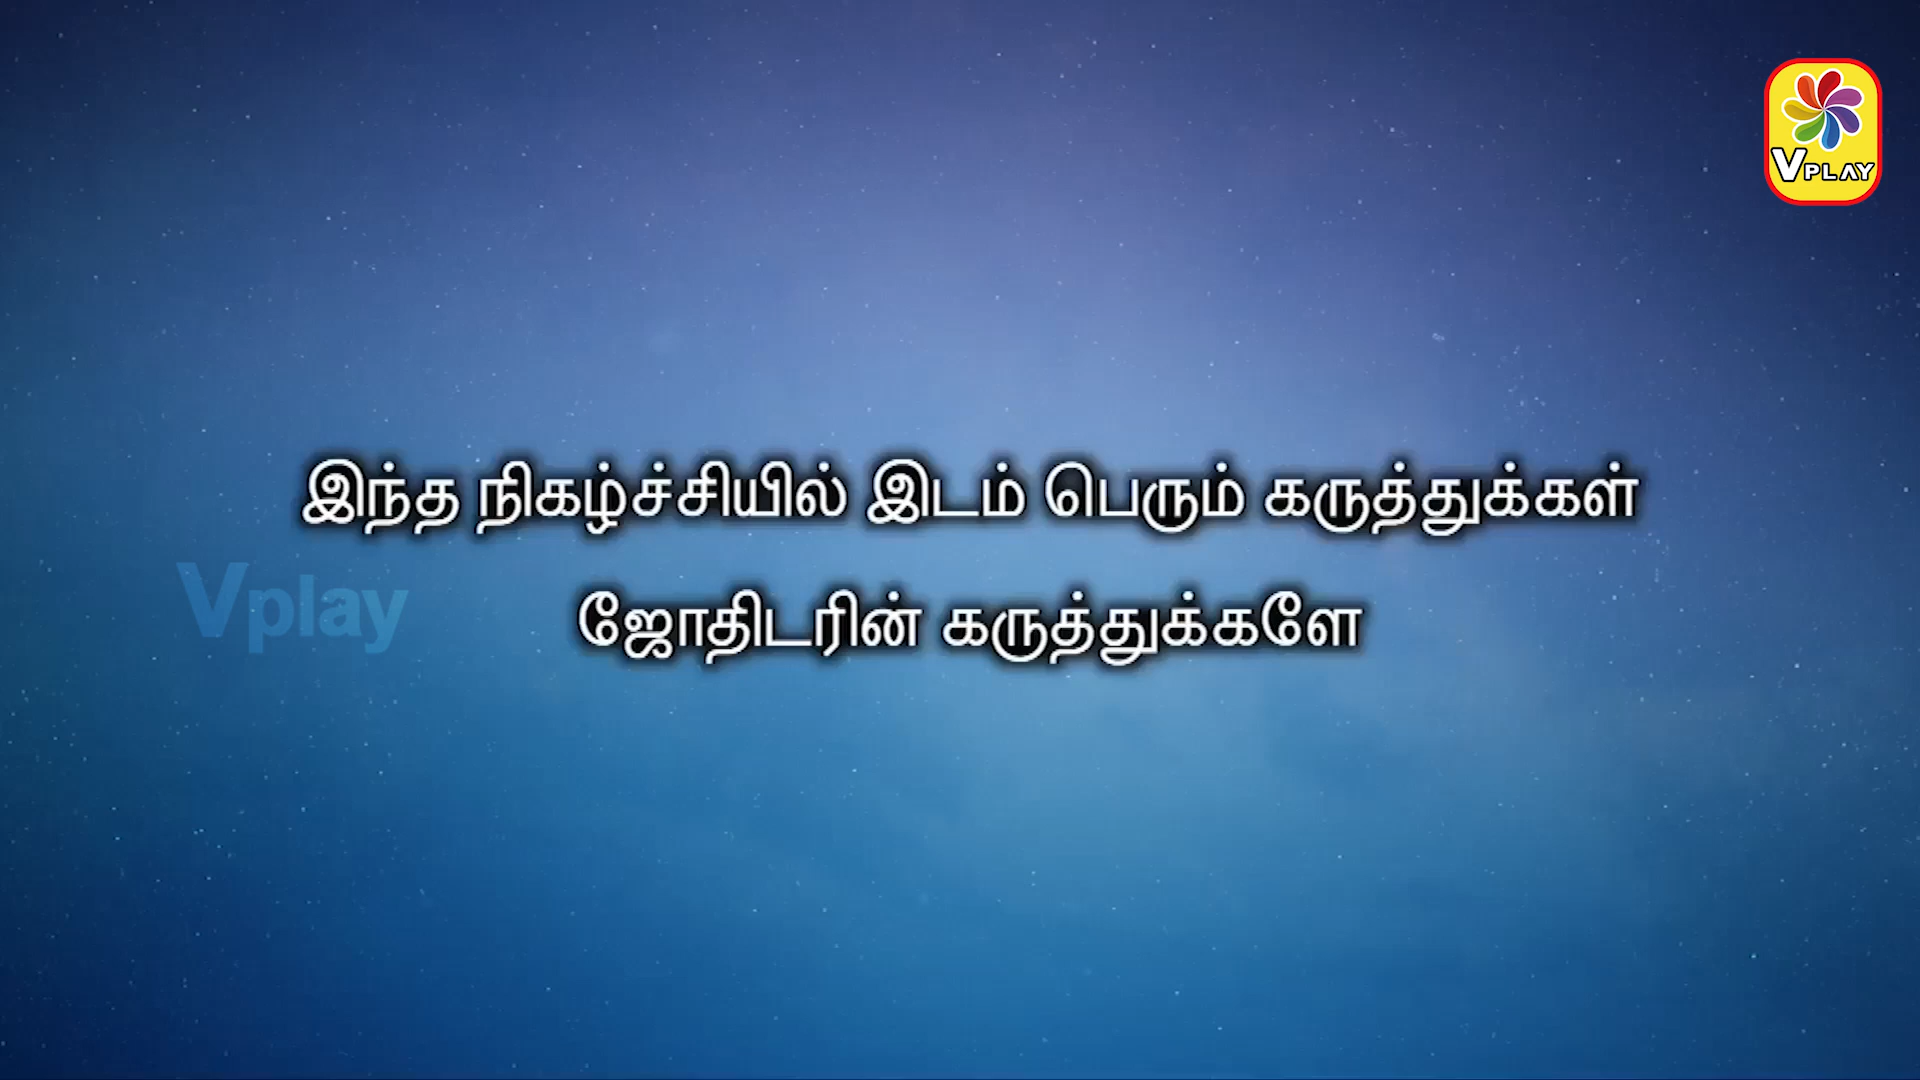 VPLAY
இந்த நிகழ்ச்சியில் இடம் பெரும் கருத்துக்கள்
Vplay
ஜோதிடரின் கருத்துக்களே